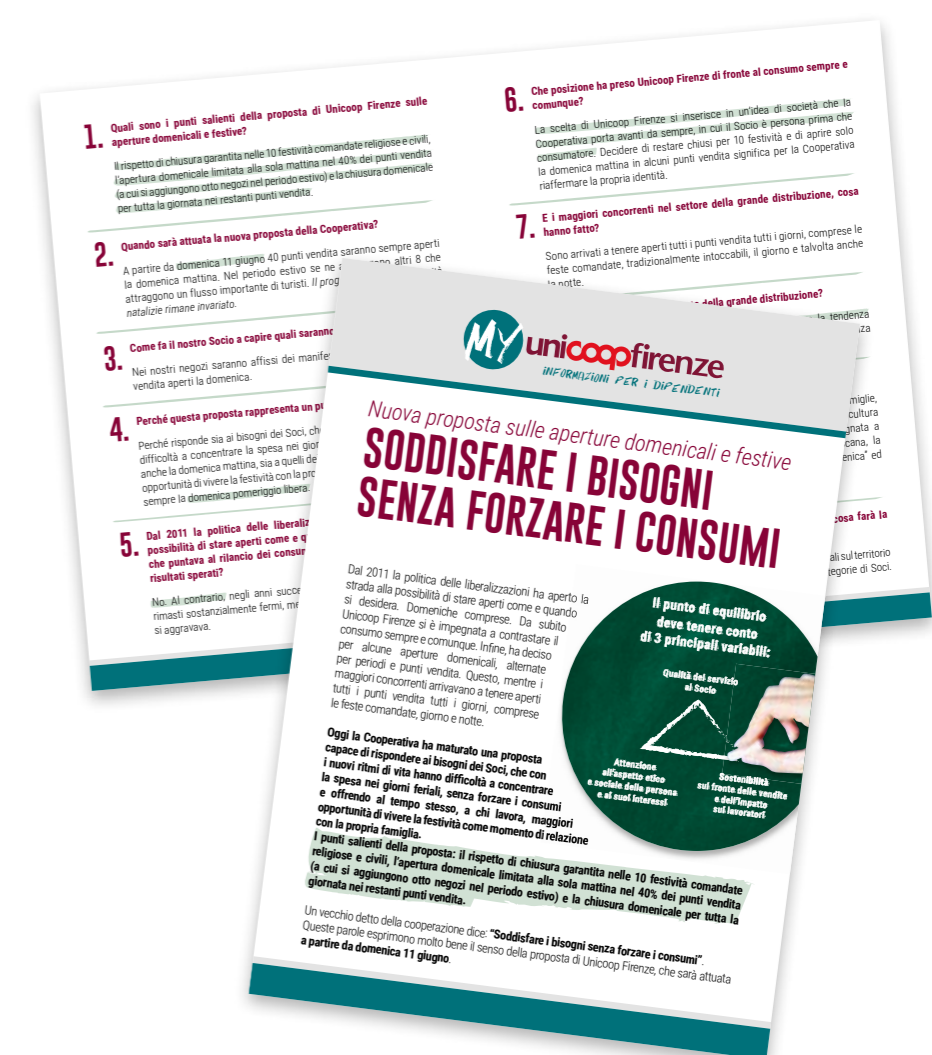 1. Quali sono i punti salienti della proposta di Unicoop Firenze sulle
aperture domenicali e festive?
Il rispetto di chiusura garantita nelle 10 festività comandate religiose e civili,
l'apertura domenicale limitata alla sola mattina nel 40% dei punti vendita
(a cui si aggiungono otto negozi nel periodo estivo) e la chiusura domenicale
per tutta la giornata nei restanti punti vendita.
2. Quando sarà attuata la nuova proposta della Cooperativa?
A partire da domenica 11 giugno 40 punti vendita saranno sempre aperti
la domenica mattina. Nel periodo estivo se ne altri 8 che
attraggono un flusso importante di turisti. Il
natalizie rimane invariato.
3. Come fa il nostro Socio a capire quali saranno
Nei nostri negozi saranno affissi dei
vendita aperti la domenica.
4. Perché questa proposta rappresenta un
Perché risponde sia ai bisogni dei Soci,
difficoltà a concentrare la spesa nei
anche la domenica mattina, sia a quelli
opportunità di vivere la festività con la
sempre la domenica pomeriggio libera.
5. Dal 2011 la politica delle
possibilità di stare aperti come e
che puntava al rilancio dei
risultati sperati?
No. Al contrario, negli anni
rimasti sostanzialmente fermi,
si aggravava.
6. Che posizione ha preso Unicoop Firenze di fronte al consumo sempre e
comunque?
La scelta di Unicoop Firenze si inserisce in un'idea di società che la
Cooperativa porta avanti da sempre, in cui il Socio è persona prima che
consumatore. Decidere di restare chiusi per 10 festività e di aprire solo
la domenica mattina in alcuni punti vendita significa per la Cooperativa
riaffermare la propria identità.
7. E i maggiori concorrenti nel settore della grande distribuzione, cosa
hanno fatto?
Sono arrivati a tenere aperti tutti i punti vendita tutti i giorni, comprese le
feste comandate, tradizionalmente intoccabili, il giorno e talvolta anche
la notte.
della grande distribuzione?
la tendenza
cosa farà la
sul territorio
di Soci.
MY unicoopfirenze
INFORMAZIONI PER I DIPENDENTI
Nuova proposta sulle aperture domenicali e festive
SODDISFARE I BISOGNI
SENZA FORZARE I CONSUMI
Dal 2011 la politica delle liberalizzazioni ha aperto la
strada alla possibilità di stare aperti come e quando
si desidera. Domeniche comprese. Da subito
Unicoop Firenze si è impegnata a contrastare il
consumo sempre e comunque. Infine, ha deciso
per alcune aperture domenicali, alternate
per periodi e punti vendita. Questo, mentre i
maggiori concorrenti arrivavano a tenere aperti
tutti i punti vendita tutti i giorni, comprese
le feste comandate, giorno e notte.
Oggi la Cooperativa ha maturato una proposta
capace di rispondere ai bisogni dei Soci, che con
i nuovi ritmi di vita hanno difficoltà a concentrare
la spesa nei giorni feriali, senza forzare i consumi
e offrendo al tempo stesso, a chi lavora, maggiori
opportunità di vivere la festività come momento di relazione
con la propria famiglia.
I punti salienti della proposta: il rispetto di chiusura garantita nelle 10 festività comandate
religiose e civili, l'apertura domenicale limitata alla sola mattina nel 40% dei punti vendita
(a cui si aggiungono otto negozi nel periodo estivo) e la chiusura domenicale per tutta la
giornata nei restanti punti vendita.
Un vecchio detto della cooperazione dice: "Soddisfare i bisogni senza forzare i consumi".
Queste parole esprimono molto bene il senso della proposta di Unicoop Firenze, che sarà attuata
a partire da domenica 11 giugno.
Il punto di equilibrio
deve tenere conto
di 3 principali variabili:
Qualità del servizio
al Socio
Attenzione
all'aspetto etico
e sociale della persona
e ai suoi interessi
Sostenibilità
sul fronte delle vendite
e dell'impatto
sui lavoratori